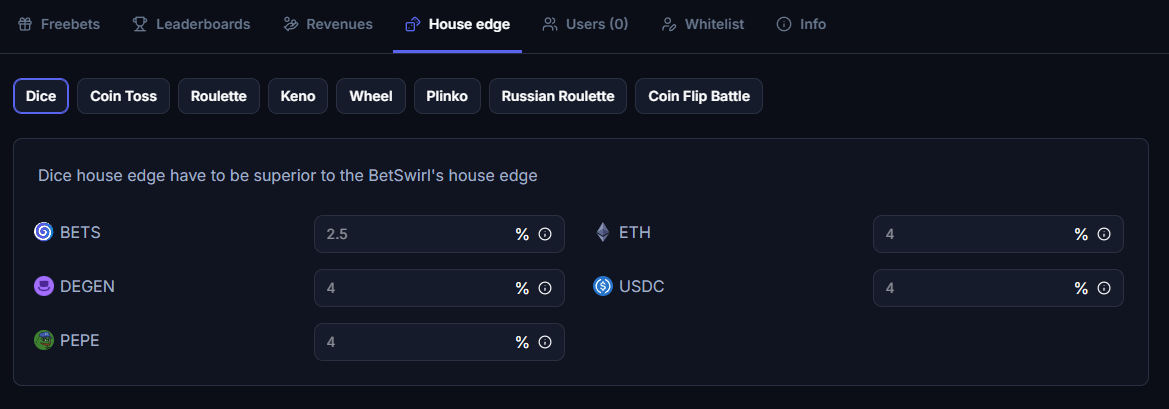 Freebets Leaderboards Revenues House edge Users (0) Whitelist Info
Dice Coin Toss Roulette Keno Wheel Plinko Russian Roulette Coin Flip Battle
Dice house edge have to be superior to the BetSwirl's house edge
BETS 2.5 % ETH 4 %
DEGEN 4 % USDC 4 %
PEPE 4 %